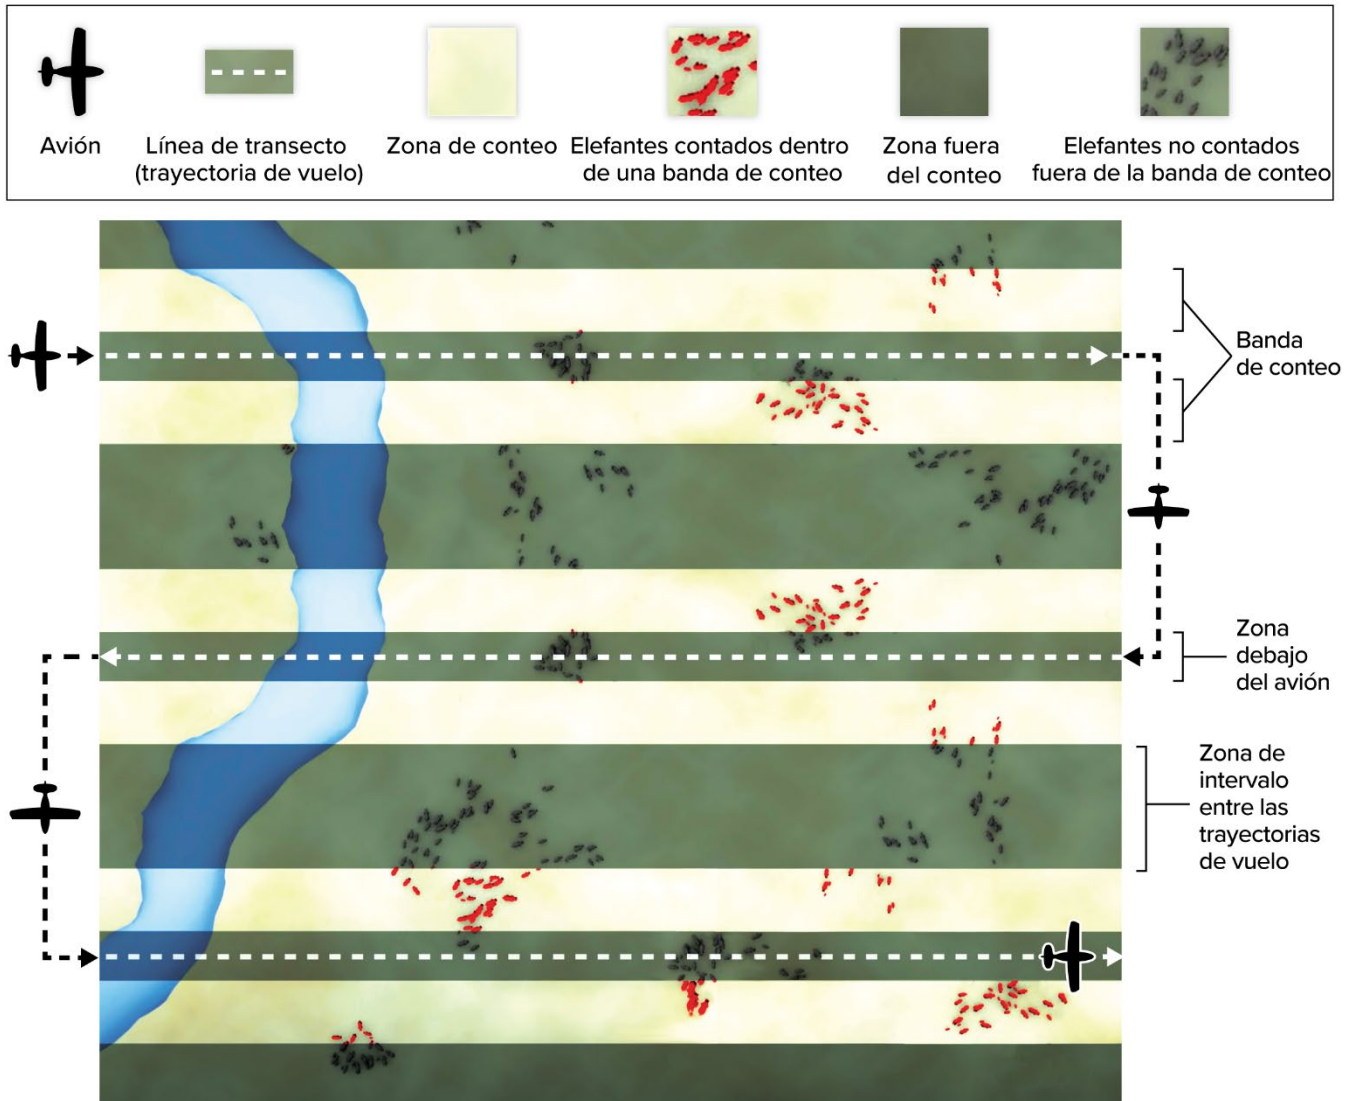 Avión
Línea de transecto
(trayectoria de vuelo)
Zona de conteo
Elefantes contados dentro
de una banda de conteo
Zona fuera
del conteo
Elefantes no contados
fuera de la banda de conteo
Banda
de conteo
Zona
debajo
del avión
Zona de
intervalo
entre las
trayectorias
de vuelo